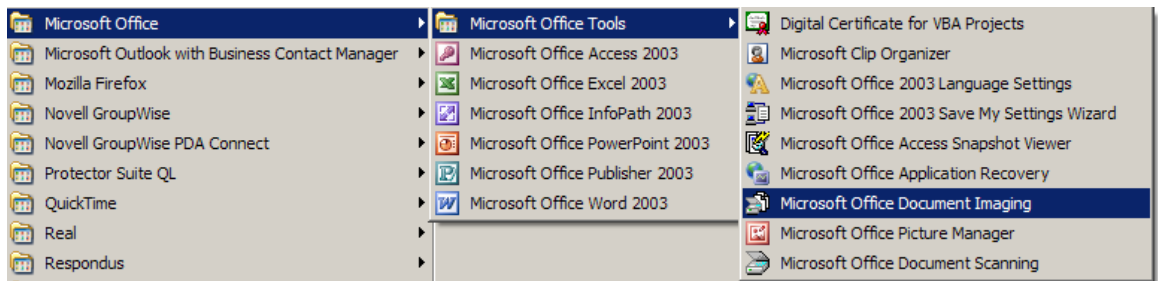 Microsoft Office
Microsoft Outlook with Business Contact Manager
Mozilla Firefox
Novell GroupWise
Novell GroupWise PDA Connect
Protector Suite QL
QuickTime
Real
Respondus
Microsoft Office Tools
Microsoft Office Access 2003
Microsoft Office Excel 2003
Microsoft Office InfoPath 2003
Microsoft Office PowerPoint 2003
Microsoft Office Publisher 2003
Microsoft Office Word 2003
Digital Certificate for VBA Projects
Microsoft Clip Organizer
Microsoft Office 2003 Language Settings
Microsoft Office 2003 Save My Settings Wizard
Microsoft Office Access Snapshot Viewer
Microsoft Office Application Recovery
Microsoft Office Document Imaging
Microsoft Office Picture Manager
Microsoft Office Document Scanning